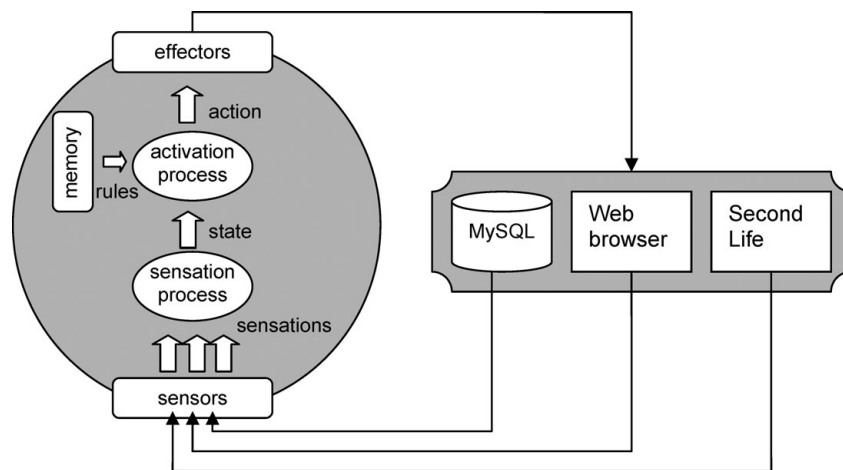 effectors
action
memory
rules
activation
process
state
sensation
process
sensations
sensors
MySQL
Web
browser
Second
Life